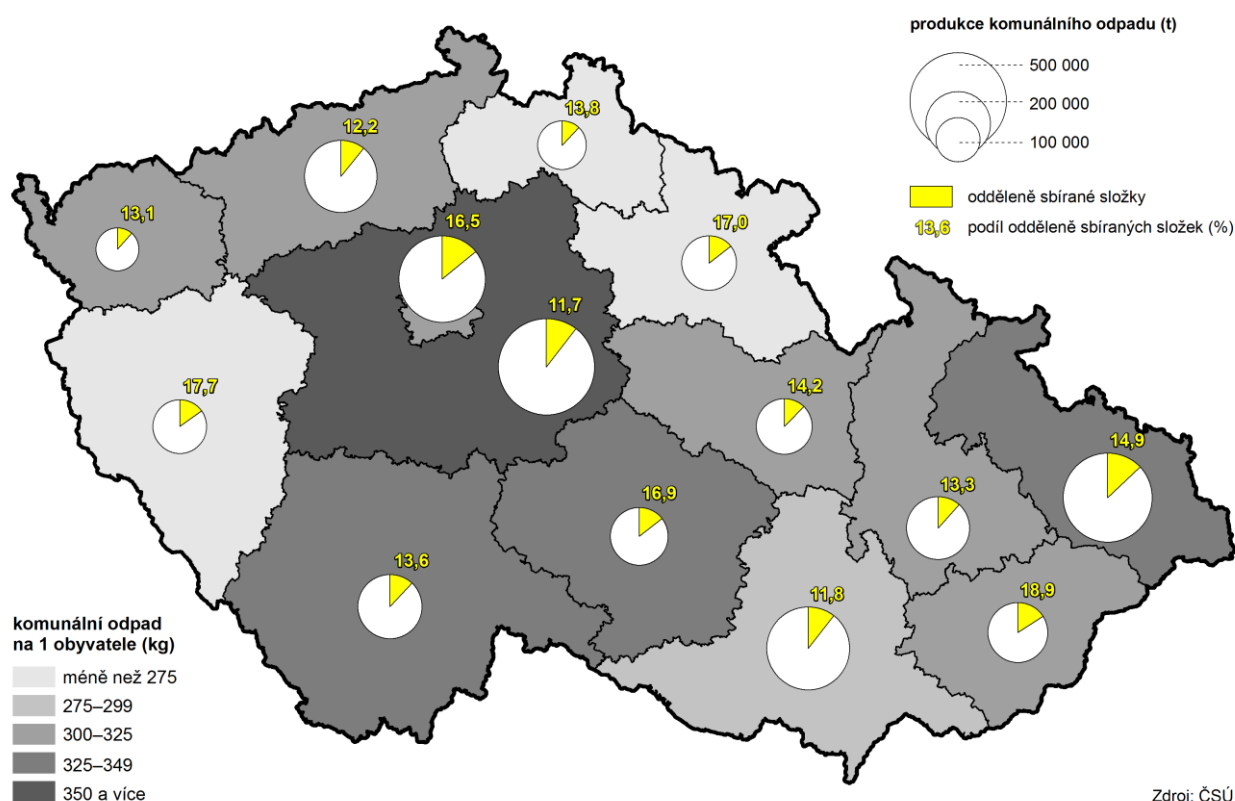 produkce komunálního odpadu (t)
500 000
200 000
100 000
odděleně sbírané složky
13,6 podíl odděleně sbíraných složek (%)
13,8
12,2
13,1
16,5
17,0
11,7
17,7
14,2
14,9
16,9
13,3
13,6
11,8
18,9
komunální odpad
na 1 obyvatele (kg)
méně než 275
275–299
300–325
325–349
350 a více
Zdroj: ČSÚ